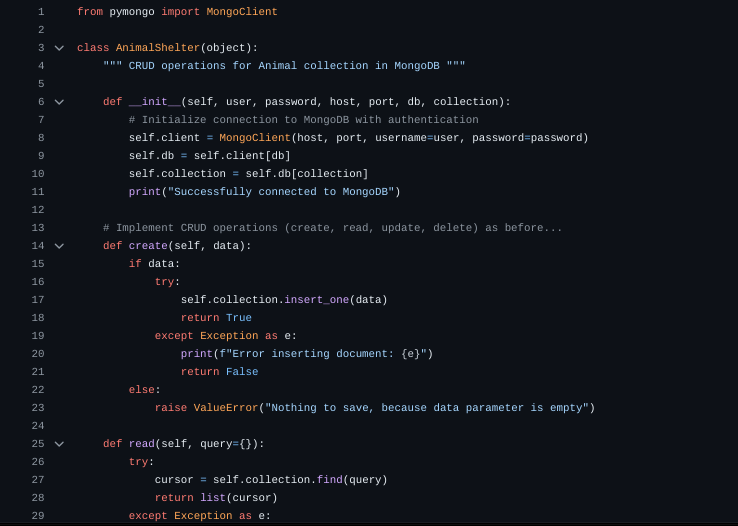 1 from pymongo import MongoClient
2
3 class AnimalShelter(object):
4     """ CRUD operations for Animal collection in MongoDB """
5
6     def __init__(self, user, password, host, port, db, collection):
7         # Initialize connection to MongoDB with authentication
8         self.client = MongoClient(host, port, username=user, password=password)
9         self.db = self.client[db]
10         self.collection = self.db[collection]
11         print("Successfully connected to MongoDB")
12
13     # Implement CRUD operations (create, read, update, delete) as before...
14     def create(self, data):
15         if data:
16             try:
17                 self.collection.insert_one(data)
18                 return True
19             except Exception as e:
20                 print(f"Error inserting document: {e}")
21                 return False
22         else:
23             raise ValueError("Nothing to save, because data parameter is empty")
24
25     def read(self, query={}):
26         try:
27             cursor = self.collection.find(query)
28             return list(cursor)
29         except Exception as e: